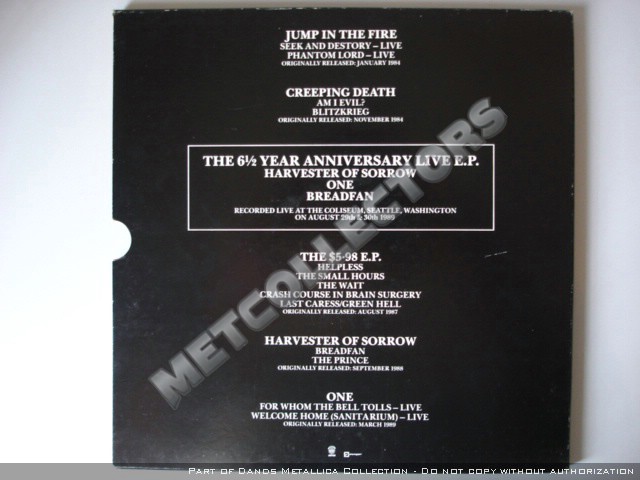 JUMP IN THE FIRE
SEEK AND DESTORY – LIVE
PHANTOM LORD – LIVE
ORIGINALLY RELEASED: JANUARY 1984
CREEPING DEATH
AM I EVIL?
BLITZKRIEG
ORIGINALLY RELEASED: NOVEMBER 1984
THE 6½ YEAR ANNIVERSARY LIVE E.P.
HARVESTER OF SORROW
ONE
BREADFAN
RECORDED LIVE AT THE COLISEUM, SEATTLE, WASHINGTON
ON AUGUST 29th & 30th 1989
THE $5·98 E.P.
HELPLESS
THE SMALL HOURS
THE WAIT
CRASH COURSE IN BRAIN SURGERY
LAST CARESS/GREEN HELL
ORIGINALLY RELEASED: AUGUST 1987
HARVESTER OF SORROW
BREADFAN
THE PRINCE
ORIGINALLY RELEASED: SEPTEMBER 1988
ONE
FOR WHOM THE BELL TOLLS – LIVE
WELCOME HOME (SANITARIUM) – LIVE
ORIGINALLY RELEASED: MARCH 1989
METCOLLECTORS
Part of Dands Metallica Collection - Do not copy without authorization